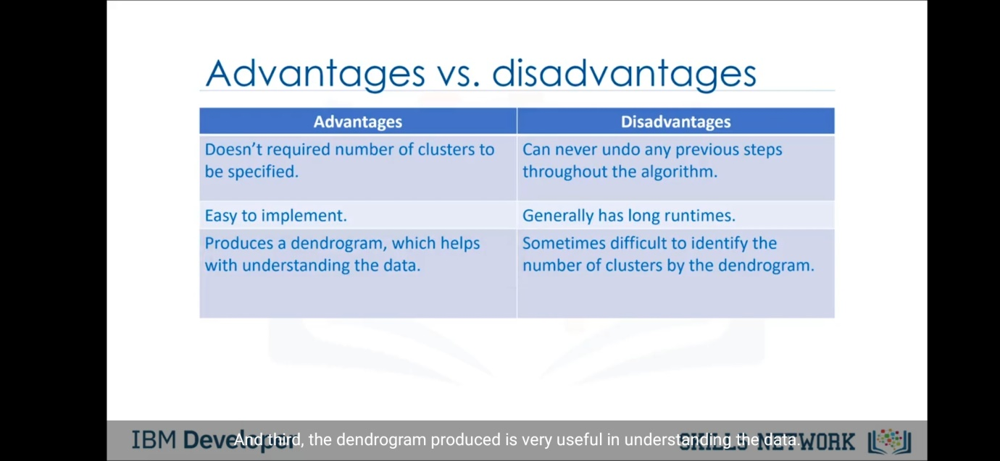 Advantages vs. disadvantages
Advantages
Disadvantages
Doesn't required number of clusters to
be specified.
Can never undo any previous steps
throughout the algorithm.
Easy to implement.
Generally has long runtimes.
Produces a dendrogram, which helps
with understanding the data.
Sometimes difficult to identify the
number of clusters by the dendrogram.
IBM Developer
SKILLS NETWORK
And third, the dendrogram produced is very useful in understanding the data.